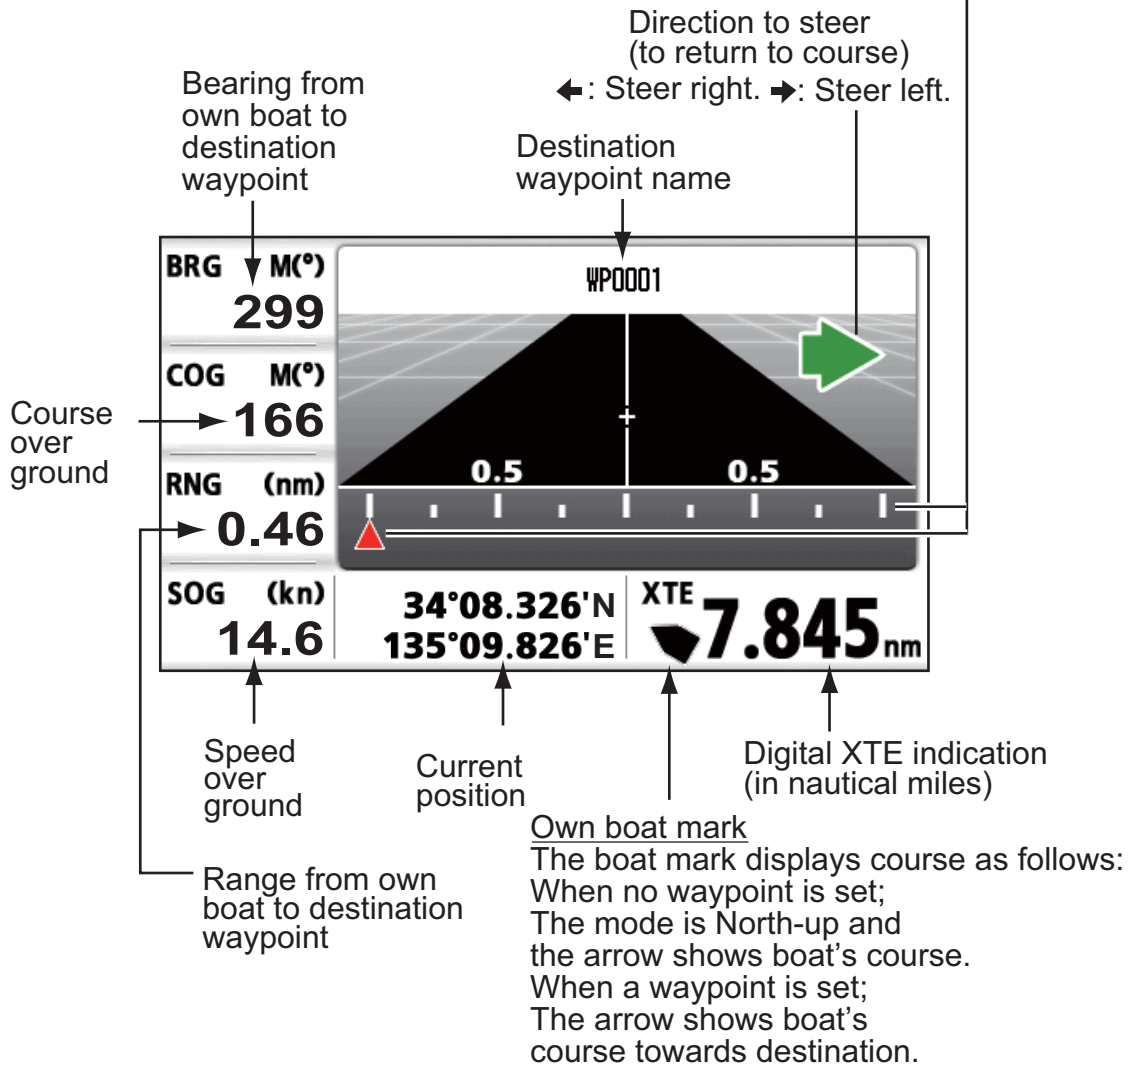 Direction to steer
(to return to course)
←: Steer right. →: Steer left.
Bearing from
own boat to
destination
waypoint
Destination
waypoint name
BRG M(°)
299
WP0001
COG M(°)
166
Course
over
ground
RNG (nm)
0.46
0.5 0.5
SOG (kn)
14.6
34°08.326'N
135°09.826'E
XTE
7.845nm
Speed
over
ground
Current
position
Digital XTE indication
(in nautical miles)
Own boat mark
The boat mark displays course as follows:
When no waypoint is set;
The mode is North-up and
the arrow shows boat's course.
When a waypoint is set;
The arrow shows boat's
course towards destination.
Range from own
boat to destination
waypoint